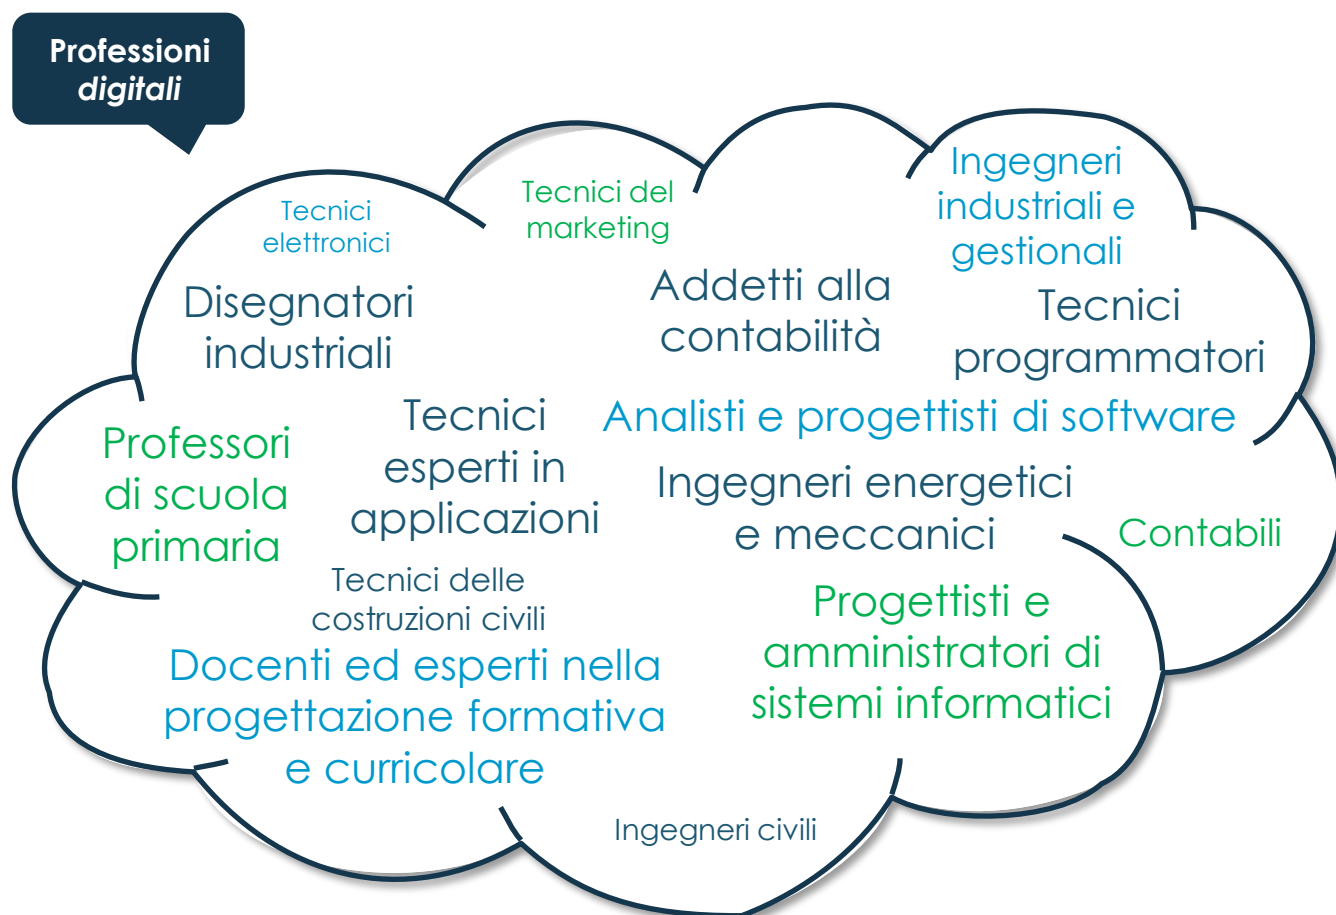 Professioni
digitali
Tecnici
elettronici
Tecnici del
marketing
Ingegneri
industriali e
gestionali
Disegnatori
industriali
Addetti alla
contabilità
Tecnici
programmatori
Professori
di scuola
primaria
Tecnici
esperti in
applicazioni
Analisti e progettisti di software
Ingegneri energetici
e meccanici
Contabili
Tecnici delle
costruzioni civili
Progettisti e
amministratori di
sistemi informatici
Docenti ed esperti nella
progettazione formativa
e curricolare
Ingegneri civili